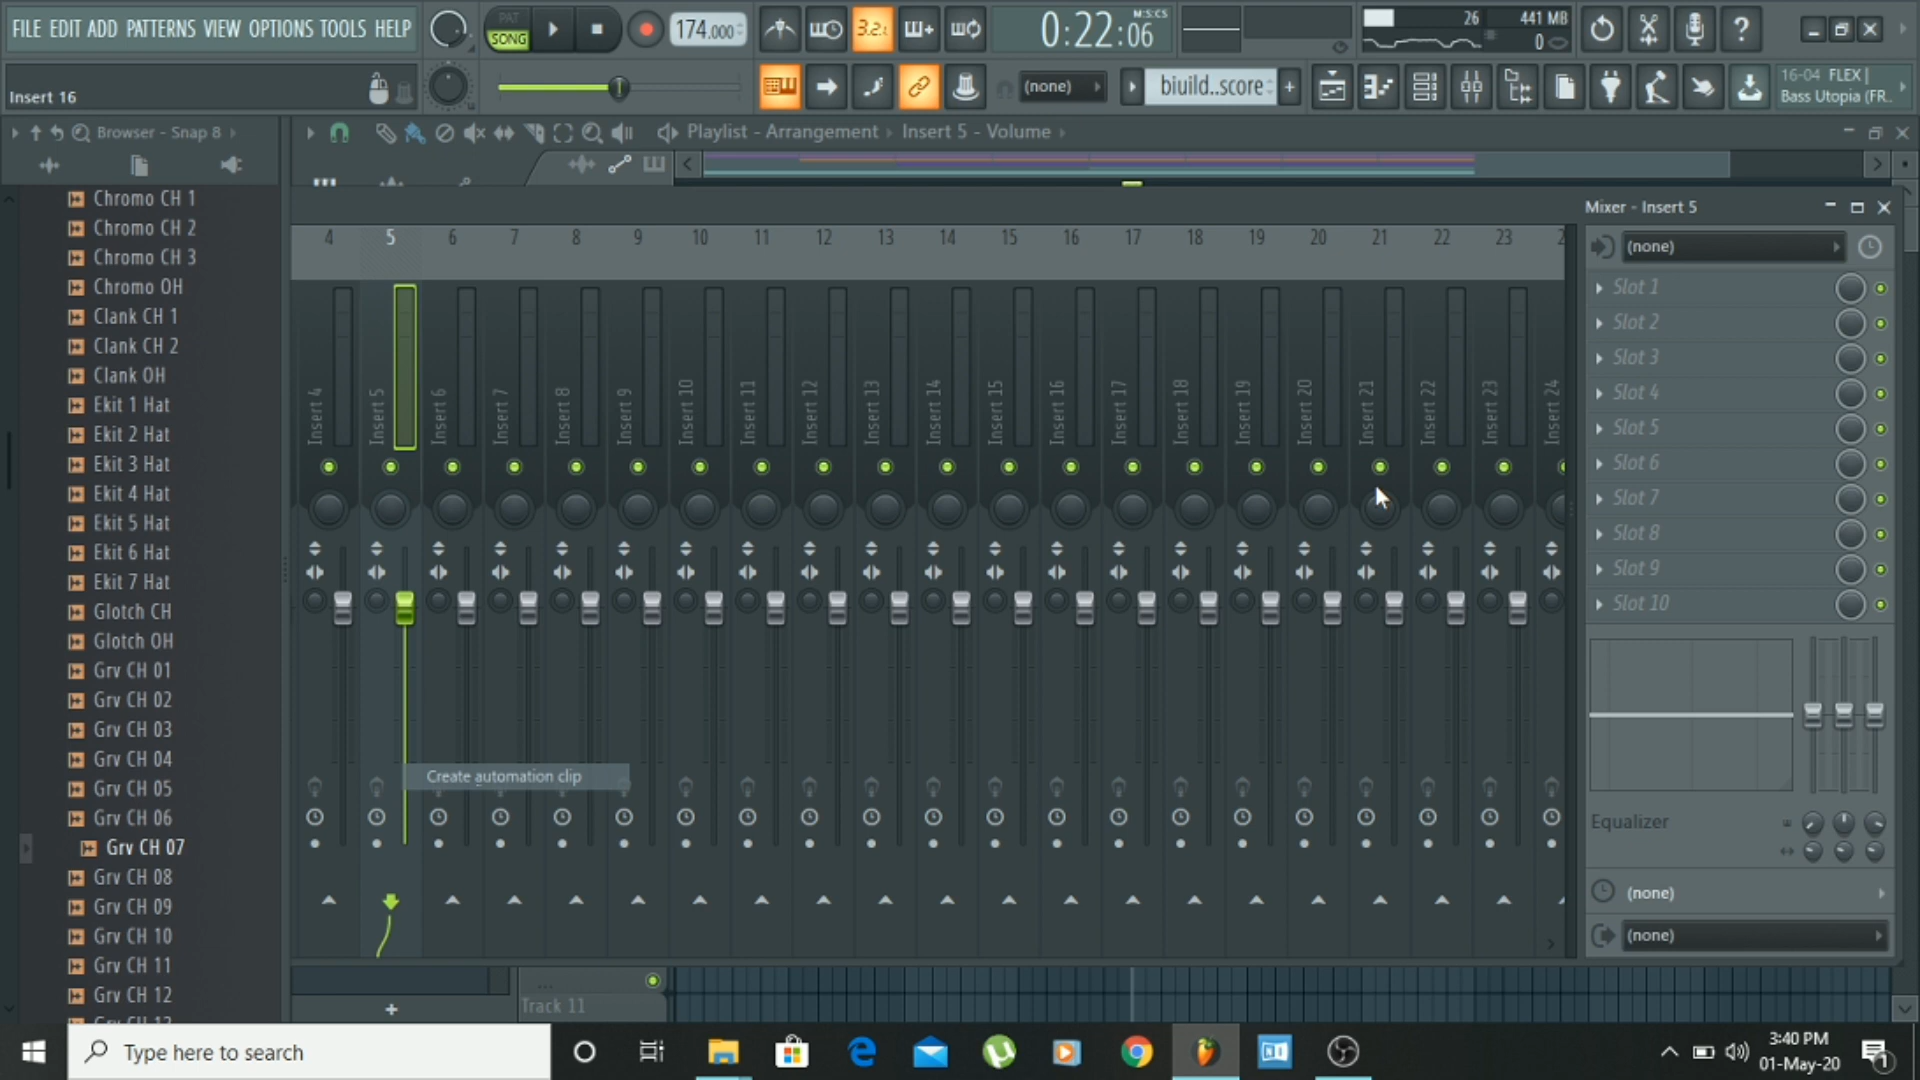 FILE EDIT ADD PATTERNS VIEW OPTIONS TOOLS HELP
PAT
SONG
174.000
3.2.1
0:22:06
M:S:CS
26
441 MB
0
Insert 16
(none)
biuild..score
16-04 FLEX |
Bass Utopia (FR..
Browser - Snap 8
Playlist - Arrangement
Insert 5 - Volume
Chromo CH 1
Chromo CH 2
Chromo CH 3
Chromo OH
Clank CH 1
Clank CH 2
Clank OH
Ekit 1 Hat
Ekit 2 Hat
Ekit 3 Hat
Ekit 4 Hat
Ekit 5 Hat
Ekit 6 Hat
Ekit 7 Hat
Glotch CH
Glotch OH
Grv CH 01
Grv CH 02
Grv CH 03
Grv CH 04
Grv CH 05
Grv CH 06
Grv CH 07
Grv CH 08
Grv CH 09
Grv CH 10
Grv CH 11
Grv CH 12
4 5 6 7 8 9 10 11 12 13 14 15 16 17 18 19 20 21 22 23
Insert 4
Insert 5
Insert 6
Insert 7
Insert 8
Insert 9
Insert 10
Insert 11
Insert 12
Insert 13
Insert 14
Insert 15
Insert 16
Insert 17
Insert 18
Insert 19
Insert 20
Insert 21
Insert 22
Insert 23
Insert 24
Create automation clip
Mixer - Insert 5
(none)
Slot 1
Slot 2
Slot 3
Slot 4
Slot 5
Slot 6
Slot 7
Slot 8
Slot 9
Slot 10
Equalizer
(none)
(none)
Track 11
Type here to search
3:40 PM
01-May-20
1